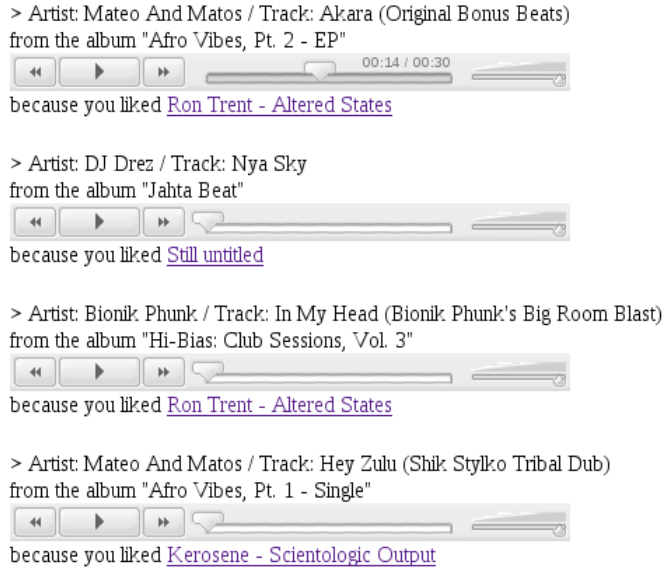 > Artist: Mateo And Matos / Track: Akara (Original Bonus Beats)
from the album "Afro Vibes, Pt. 2 - EP"
00:14 / 00:30
because you liked Ron Trent - Altered States
> Artist: DJ Drez / Track: Nya Sky
from the album "Jahta Beat"
because you liked Still untitled
> Artist: Bionik Phunk / Track: In My Head (Bionik Phunk's Big Room Blast)
from the album "Hi-Bias: Club Sessions, Vol. 3"
because you liked Ron Trent - Altered States
> Artist: Mateo And Matos / Track: Hey Zulu (Shik Stylko Tribal Dub)
from the album "Afro Vibes, Pt. 1 - Single"
because you liked Kerosene - Scientologic Output